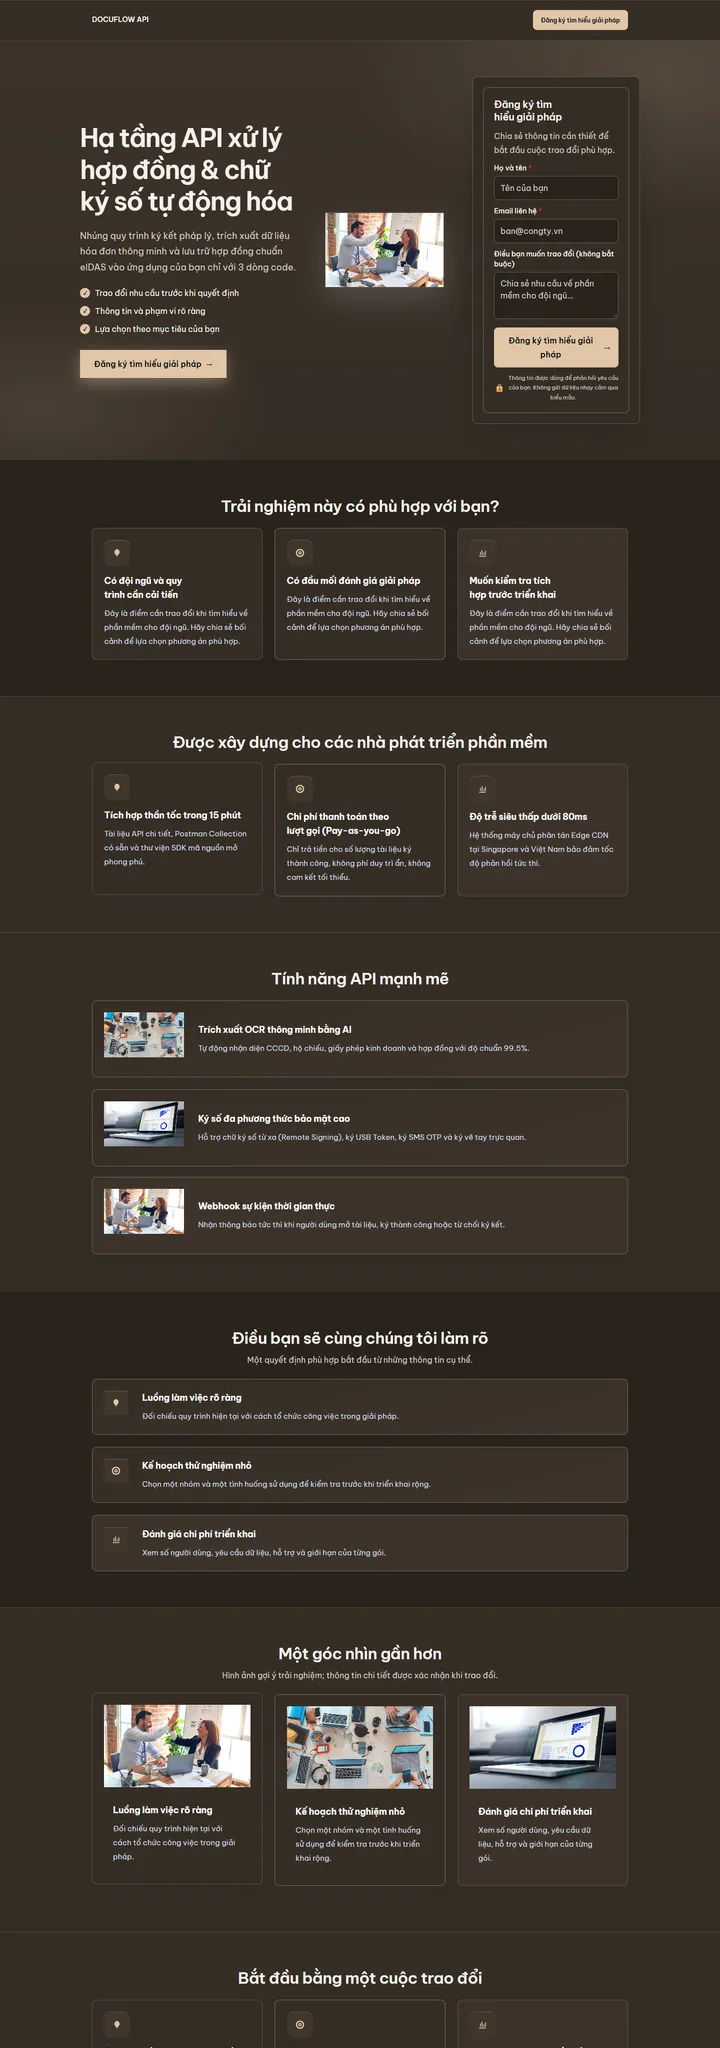 DOCUFLOW API
Đăng ký tìm hiểu giải pháp
Hạ tầng API xử lý
hợp đồng & chữ
ký số tự động hóa
Nhúng quy trình ký kết pháp lý, trích xuất dữ liệu
hóa đơn thông minh và lưu trữ hợp đồng chuẩn
eIDAS vào ứng dụng của bạn chỉ với 3 dòng code.
Trao đổi nhu cầu trước khi quyết định
Thông tin và phạm vi rõ ràng
Lựa chọn theo mục tiêu của bạn
Đăng ký tìm hiểu giải pháp →
Đăng ký tìm
hiểu giải pháp
Chia sẻ thông tin cần thiết để
bắt đầu cuộc trao đổi phù hợp.
Họ và tên *
Tên của bạn
Email liên hệ *
ban@congty.vn
Điều bạn muốn trao đổi (không bắt
buộc)
Chia sẻ nhu cầu về phần
mềm cho đội ngũ...
Đăng ký tìm hiểu giải
pháp →
Thông tin được dùng để phản hồi yêu cầu
của bạn. Không gửi dữ liệu nhạy cảm qua
biểu mẫu.
Trải nghiệm này có phù hợp với bạn?
Có đội ngũ và quy
trình cần cải tiến
Đây là điểm cần trao đổi khi tìm hiểu về
phần mềm cho đội ngũ. Hãy chia sẻ bối
cảnh để lựa chọn phương án phù hợp.
Có đầu mối đánh giá giải pháp
Đây là điểm cần trao đổi khi tìm hiểu về
phần mềm cho đội ngũ. Hãy chia sẻ bối
cảnh để lựa chọn phương án phù hợp.
Muốn kiểm tra tích
hợp trước triển khai
Đây là điểm cần trao đổi khi tìm hiểu về
phần mềm cho đội ngũ. Hãy chia sẻ bối
cảnh để lựa chọn phương án phù hợp.
Được xây dựng cho các nhà phát triển phần mềm
Tích hợp thần tốc trong 15 phút
Tài liệu API chi tiết, Postman Collection
có sẵn và thư viện SDK mã nguồn mở
phong phú.
Chi phí thanh toán theo
lượt gọi (Pay-as-you-go)
Chỉ trả tiền cho số lượng tài liệu ký
thành công, không phí duy trì ẩn, không
cam kết tối thiểu.
Độ trễ siêu thấp dưới 80ms
Hệ thống máy chủ phân tán Edge CDN
tại Singapore và Việt Nam bảo đảm tốc
độ phản hồi tức thì.
Tính năng API mạnh mẽ
Trích xuất OCR thông minh bằng AI
Tự động nhận diện CCCD, hộ chiếu, giấy phép kinh doanh và hợp đồng với độ chuẩn 99.5%.
Ký số đa phương thức bảo mật cao
Hỗ trợ chữ ký số từ xa (Remote Signing), ký USB Token, ký SMS OTP và ký vẽ tay trực quan.
Webhook sự kiện thời gian thực
Nhận thông báo tức thì khi người dùng mở tài liệu, ký thành công hoặc từ chối ký kết.
Điều bạn sẽ cùng chúng tôi làm rõ
Một quyết định phù hợp bắt đầu từ những thông tin cụ thể.
Luồng làm việc rõ ràng
Đối chiếu quy trình hiện tại với cách tổ chức công việc trong giải pháp.
Kế hoạch thử nghiệm nhỏ
Chọn một nhóm và một tình huống sử dụng để kiểm tra trước khi triển khai rộng.
Đánh giá chi phí triển khai
Xem số người dùng, yêu cầu dữ liệu, hỗ trợ và giới hạn của từng gói.
Một góc nhìn gần hơn
Hình ảnh gợi ý trải nghiệm; thông tin chi tiết được xác nhận khi trao đổi.
Luồng làm việc rõ ràng
Đối chiếu quy trình hiện tại với
cách tổ chức công việc trong giải
pháp.
Kế hoạch thử nghiệm nhỏ
Chọn một nhóm và một tình huống
sử dụng để kiểm tra trước khi triển
khai rộng.
Đánh giá chi phí triển khai
Xem số người dùng, yêu cầu dữ
liệu, hỗ trợ và giới hạn của từng
gói.
Bắt đầu bằng một cuộc trao đổi